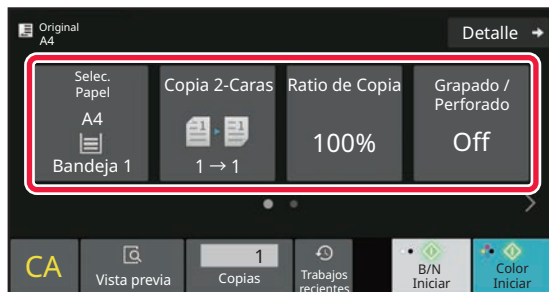 Original
A4
Detalle
Selec.
Papel
A4
Bandeja 1
Copia 2-Caras
1 → 1
Ratio de Copia
100%
Grapado /
Perforado
Off
CA
Vista previa
1
Copias
Trabajos
recientes
B/N
Iniciar
Color
Iniciar